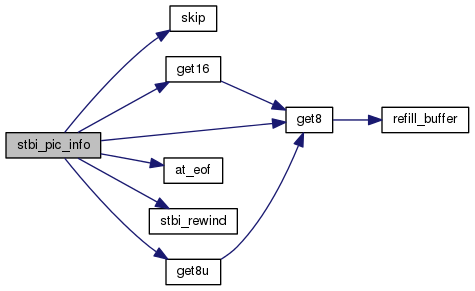 skip
get16
get8
refill_buffer
stbi_pic_info
at_eof
stbi_rewind
get8u